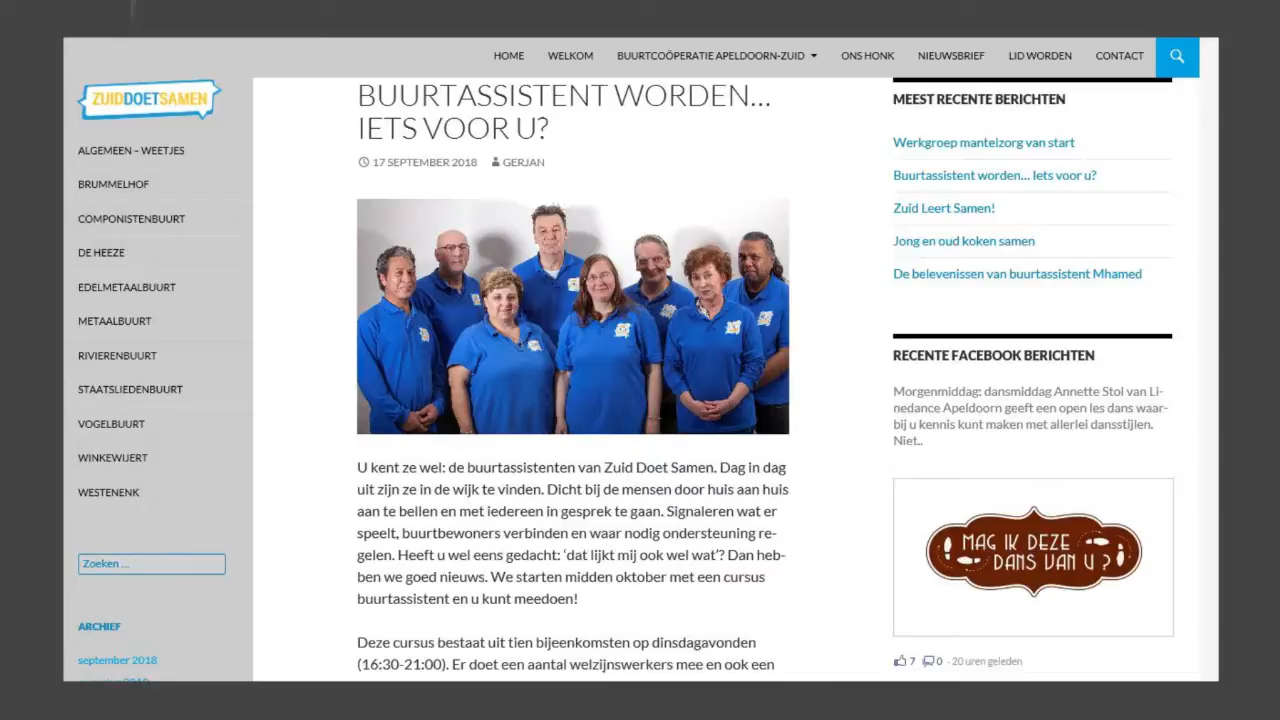 HOME WELKOM BUURTCOÖPERATIE APELDOORN-ZUID ONS HONK NIEUWSBRIEF LID WORDEN CONTACT
ZUIDDOETSAMEN
ALGEMEEN – WEETJES
BRUMMELHOF
COMPONISTENBUURT
DE HEEZE
EDELMETAALBUURT
METAALBUURT
RIVIERENBUURT
STAATSLIEDENBUURT
VOGELBUURT
WINKEWIJERT
WESTENENK
Zoeken ...
ARCHIEF
september 2018
BUURTASSISTENT WORDEN…
IETS VOOR U?
17 SEPTEMBER 2018 GERJAN
U kent ze wel: de buurtassistenten van Zuid Doet Samen. Dag in dag
uit zijn ze in de wijk te vinden. Dicht bij de mensen door huis aan huis
aan te bellen en met iedereen in gesprek te gaan. Signaleren wat er
speelt, buurtbewoners verbinden en waar nodig ondersteuning re-
gelen. Heeft u wel eens gedacht: ‘dat lijkt mij ook wel wat’? Dan heb-
ben we goed nieuws. We starten midden oktober met een cursus
buurtassistent en u kunt meedoen!
Deze cursus bestaat uit tien bijeenkomsten op dinsdagavonden
(16:30-21:00). Er doet een aantal welzijnswerkers mee en ook een
MEEST RECENTE BERICHTEN
Werkgroep mantelzorg van start
Buurtassistent worden… Iets voor u?
Zuid Leert Samen!
Jong en oud koken samen
De belevenissen van buurtassistent Mhamed
RECENTE FACEBOOK BERICHTEN
Morgenmiddag: dansmiddag Annette Stol van Li-
nedance Apeldoorn geeft een open les dans waar-
bij u kennis kunt maken met allerlei dansstijlen.
Niet..
MAG IK DEZE
DANS VAN U ?
7 0 · 20 uren geleden